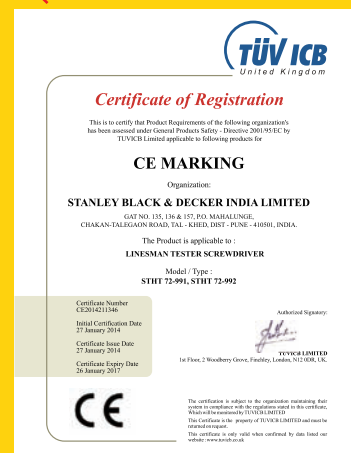 TÜV ICB
United Kingdom
Certificate of Registration
This is to certify that Product Requirements of the following organization's
has been assessed under General Products Safety - Directive 2001/95/EC by
TUVICB Limited applicable to following products for
CE MARKING
Organization:
STANLEY BLACK & DECKER INDIA LIMITED
GAT NO. 135, 136 & 157, P.O. MAHALUNGE,
CHAKAN-TALEGAON ROAD, TAL - KHED, DIST - PUNE - 410501, INDIA.
The Product is applicable to :
LINESMAN TESTER SCREWDRIVER
Model / Type :
STHT 72-991, STHT 72-992
Certificate Number
CE2014211346
Initial Certification Date
27 January 2014
Certificate Issue Date
27 January 2014
Certificate Expiry Date
26 January 2017
Authorized Signatory:
TUVICB LIMITED
1st Floor, 2 Woodberry Grove, Finchley, London, N12 0DR, UK.
CE
The certification is subject to the organization maintaining their
system in compliance with the regulations stated in this certificate,
Which will be monitored by TUVICB LIMITED
This Certificate is the property of TUVICB LIMITED and must be
returned on request.
This certificate is only valid when confirmed by data listed our
website :www.tuvicb.co.uk